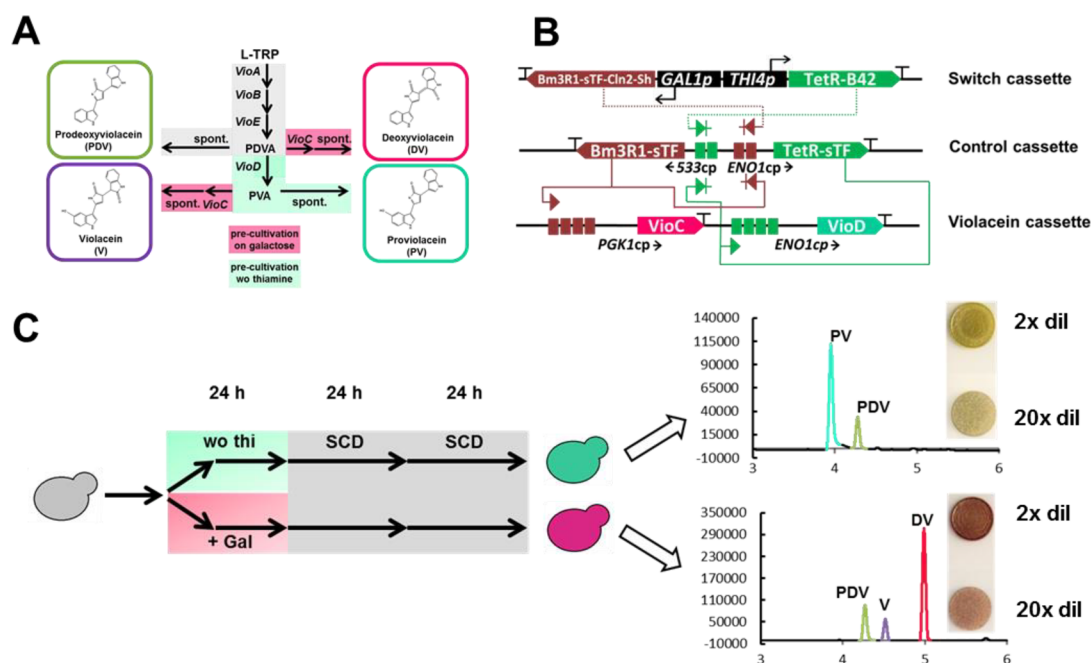 A
L-TRP
VioA
VioB
VioE
PDVA
VioD
PVA
spont.
VioC spont.
spont. VioC
spont.
Prodeoxyviolacein
(PDV)
Deoxyviolacein
(DV)
Violacein
(V)
Proviolacein
(PV)
pre-cultivation
on galactose
pre-cultivation
wo thiamine
B
Bm3R1-sTF-Cln2-Sh GAL1p THI4p TetR-B42
Switch cassette
Bm3R1-sTF TetR-sTF
533cp ENO1cp
Control cassette
VioC VioD
PGK1cp ENO1cp
Violacein cassette
C
24 h 24 h 24 h
wo thi SCD SCD
+ Gal
140000
115000
90000
65000
40000
15000
-10000
3 4 5 6
PV
PDV
2x dil
20x dil
350000
290000
230000
170000
110000
50000
-10000
3 4 5 6
PDV
V
DV
2x dil
20x dil